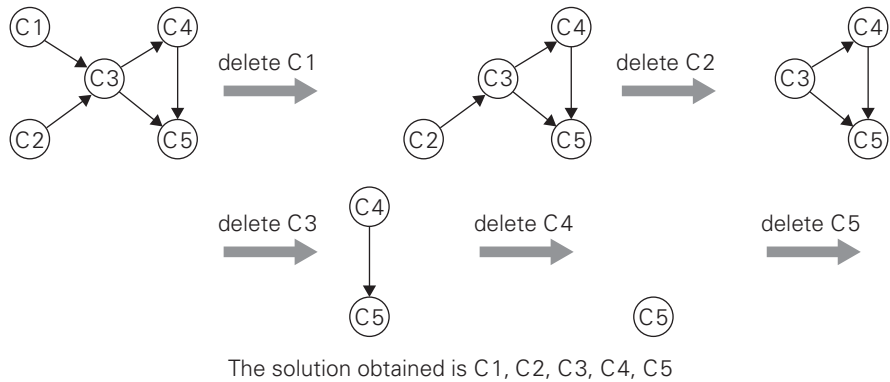 C1 C4 C4 C4
delete C1 delete C2
C3 C3 C3
C2 C5 C2 C5 C5
delete C3 C4 delete C4 delete C5
C5 C5
The solution obtained is C1, C2, C3, C4, C5